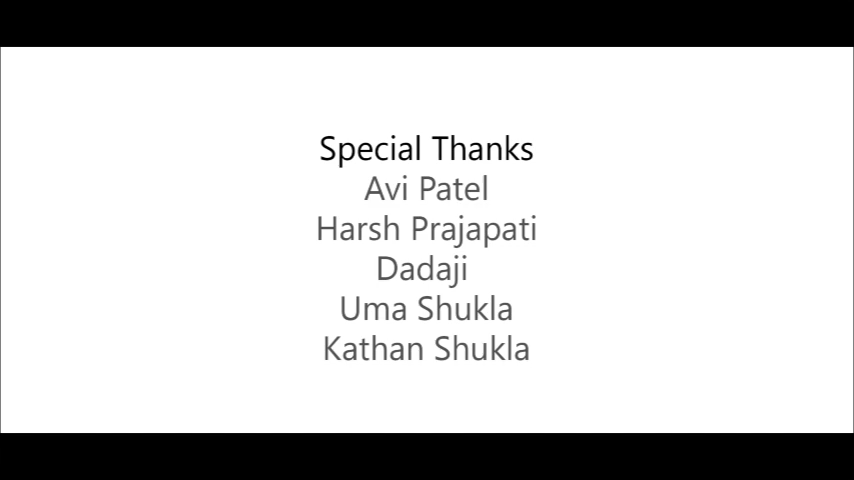 Special Thanks
Avi Patel
Harsh Prajapati
Dadaji
Uma Shukla
Kathan Shukla